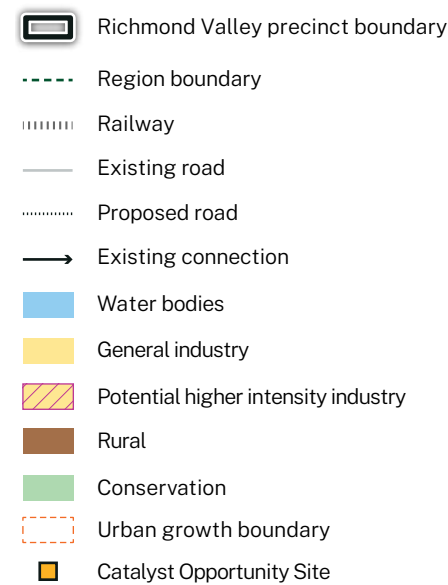 Richmond Valley precinct boundary
Region boundary
Railway
Existing road
Proposed road
Existing connection
Water bodies
General industry
Potential higher intensity industry
Rural
Conservation
Urban growth boundary
Catalyst Opportunity Site